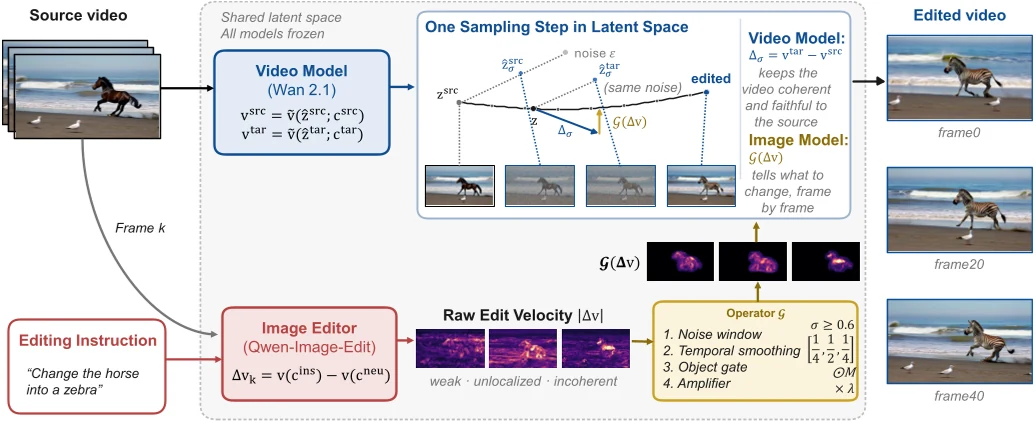 Source video
Shared latent space
All models frozen
Video Model
(Wan 2.1)
v^src = ṽ(ẑ^src; c^src)
v^tar = ṽ(ẑ^tar; c^tar)
One Sampling Step in Latent Space
noise ε
ẑ_σ^src
ẑ_σ^tar
(same noise)
edited
z^src
z
Δ_σ
𝒢(Δv)
Video Model:
Δ_σ = v^tar − v^src
keeps the
video coherent
and faithful to
the source
Image Model:
𝒢(Δv)
tells what to
change, frame
by frame
Edited video
frame0
frame20
frame40
Frame k
Editing Instruction
“Change the horse
into a zebra”
Image Editor
(Qwen-Image-Edit)
Δv_k = v(c^ins) − v(c^neu)
Raw Edit Velocity |Δv|
weak · unlocalized · incoherent
𝒢(Δv)
Operator 𝒢
1. Noise window σ ≥ 0.6
2. Temporal smoothing [1/4, 1/2, 1/4]
3. Object gate ⊙M
4. Amplifier × λ